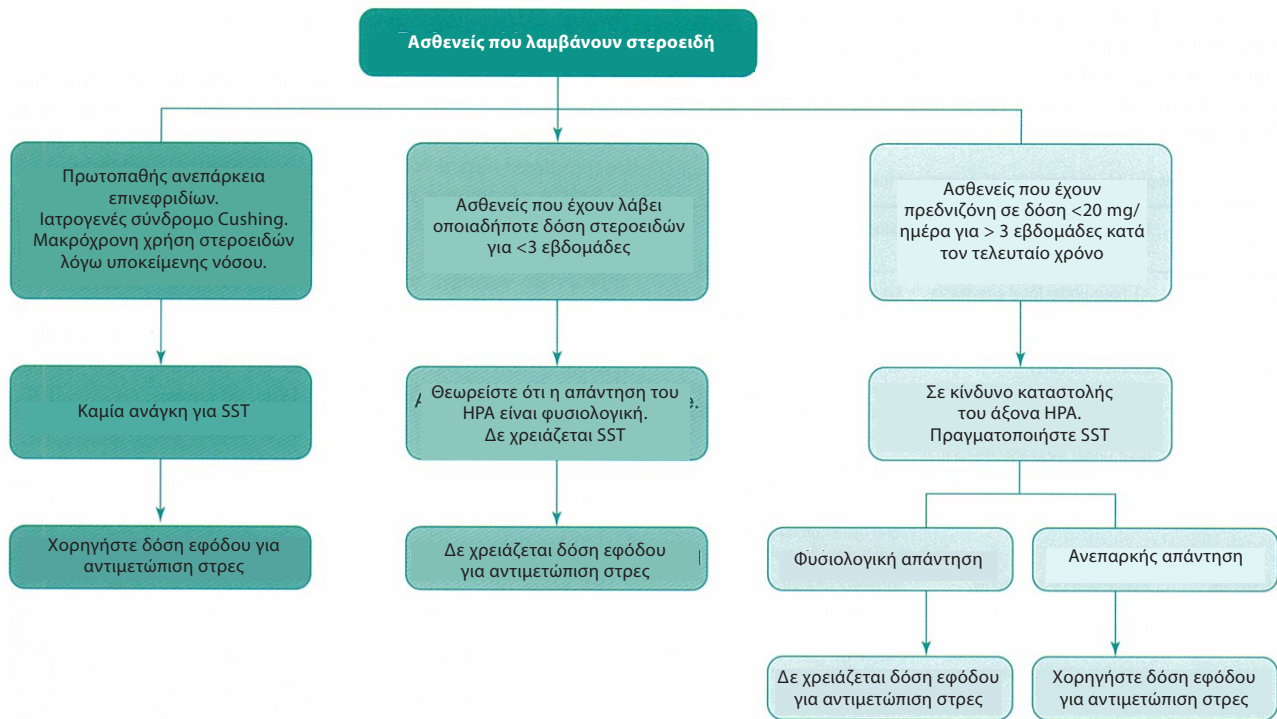 Ασθενείς που λαμβάνουν στεροειδή
Πρωτοπαθής ανεπάρκεια
επινεφριδίων.
Ιατρογενές σύνδρομο Cushing.
Μακρόχρονη χρήση στεροειδών
λόγω υποκείμενης νόσου.
Καμία ανάγκη για SST
Χορηγήστε δόση εφόδου για
αντιμετώπιση στρες
Ασθενείς που έχουν λάβει
οποιαδήποτε δόση στεροειδών
για <3 εβδομάδες
Θεωρείστε ότι η απάντηση του
HPA είναι φυσιολογική.
Δε χρειάζεται SST
Δε χρειάζεται δόση εφόδου
για αντιμετώπιση στρες
Ασθενείς που έχουν
πρεδνιζόνη σε δόση <20 mg/
ημέρα για > 3 εβδομάδες κατά
τον τελευταίο χρόνο
Σε κίνδυνο καταστολής
του άξονα HPA.
Πραγματοποιήστε SST
Φυσιολογική απάντηση
Δε χρειάζεται δόση εφόδου
για αντιμετώπιση στρες
Ανεπαρκής απάντηση
Χορηγήστε δόση εφόδου
για αντιμετώπιση στρες